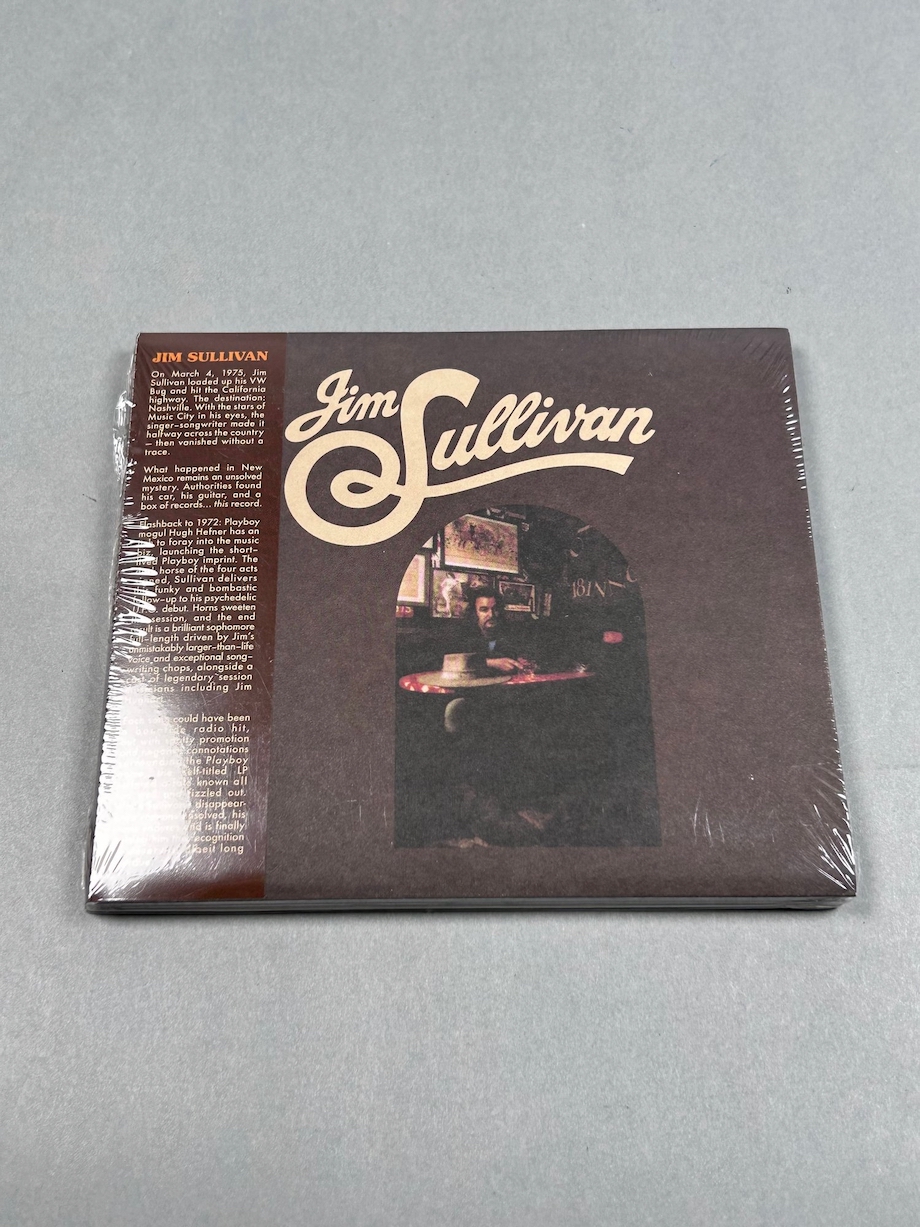 JIM SULLIVAN
On March 4, 1975, Jim
Sullivan loaded up his VW
Bug and hit the California
highway. The destination:
Nashville. With the stars of
Music City in his eyes, the
singer-songwriter made it
halfway across the country
— then vanished without a
trace.
What happened in New
Mexico remains an unsolved
mystery. Authorities found
his car, his guitar, and a
box of records... this record.
Flashback to 1972: Playboy
mogul Hugh Hefner has an
to foray into the music
biz, launching the short-
lived Playboy imprint. The
horse of the four acts
Sullivan delivers
funky and bombastic
to his psychedelic
debut. Horns sweeten
session, and the end
is a brilliant sophomore
full-length driven by Jim's
unmistakably larger-than-life
voice and exceptional song-
writing chops, alongside a
of legendary session
including Jim
could have been
radio hit,
promotion
connotations
the Playboy
LP
known all
fizzled out.
disappear-
his
is finally
recognition
long
Jim Sullivan
181